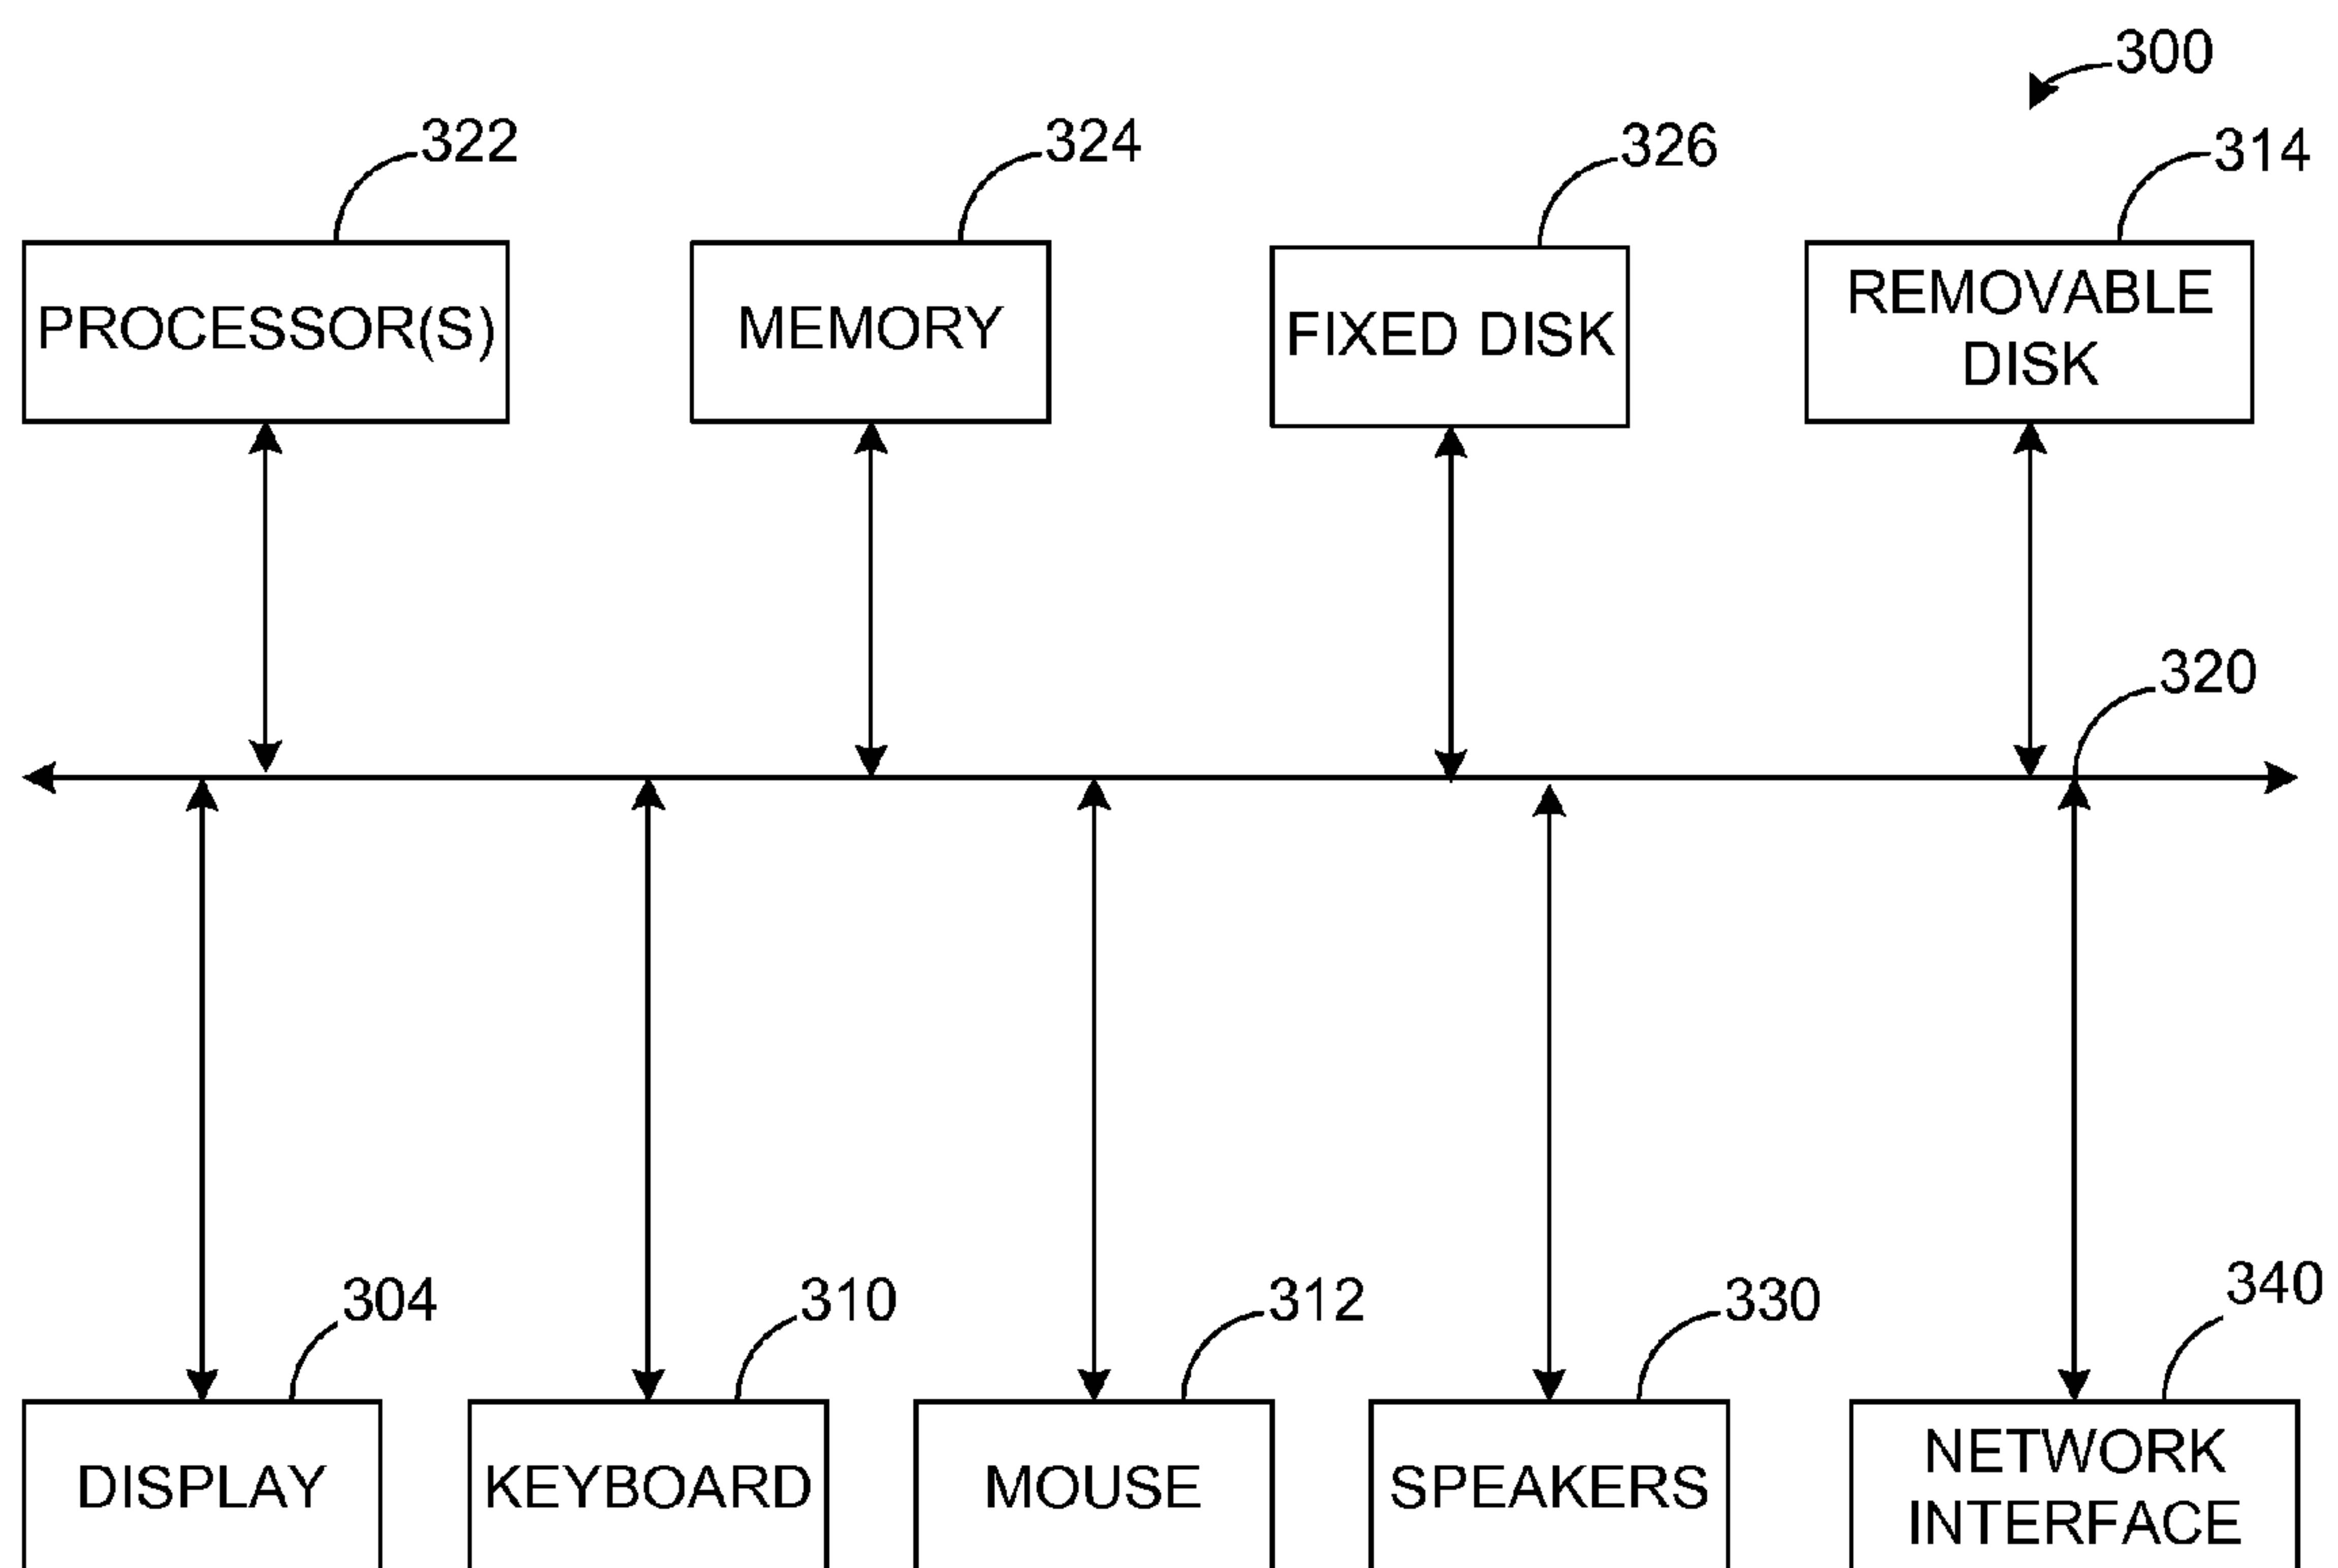 300
322
324
326
314
PROCESSOR(S)
MEMORY
FIXED DISK
REMOVABLE
DISK
320
304
310
312
330
340
DISPLAY
KEYBOARD
MOUSE
SPEAKERS
NETWORK
INTERFACE